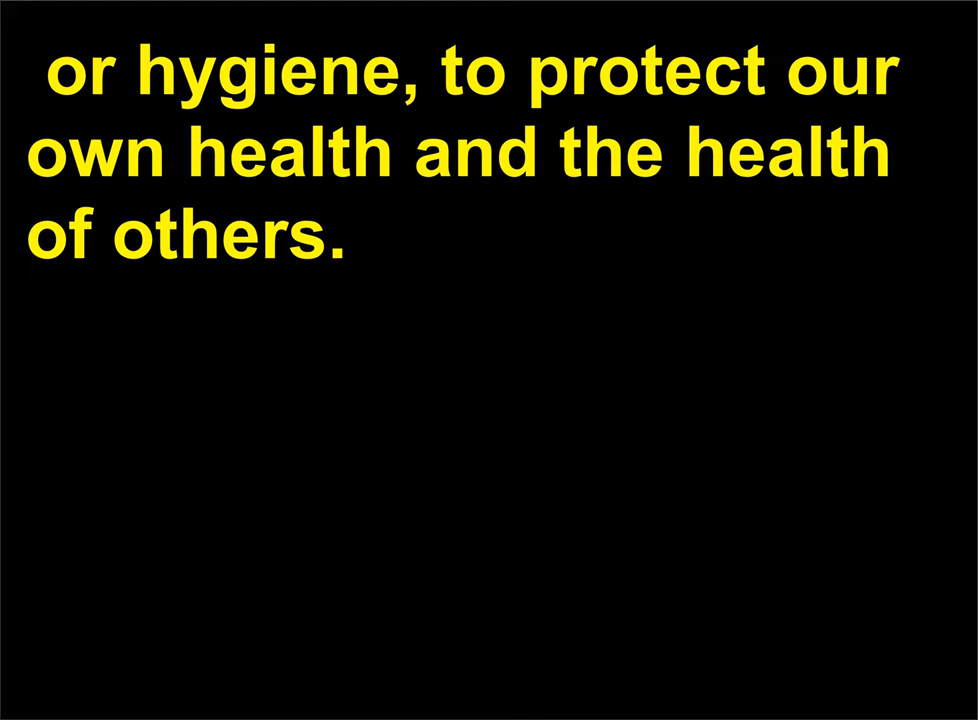 or hygiene, to protect our
own health and the health
of others.